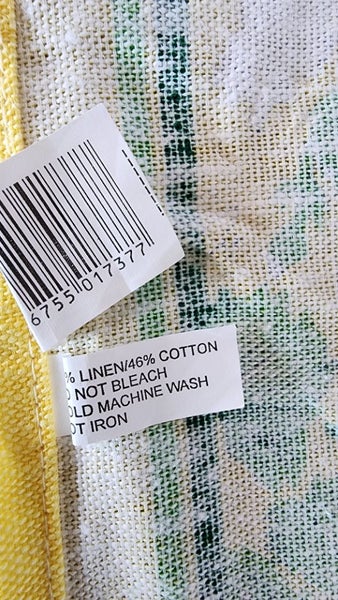 6755 017377
% LINEN/46% COTTON
NOT BLEACH
OLD MACHINE WASH
OT IRON